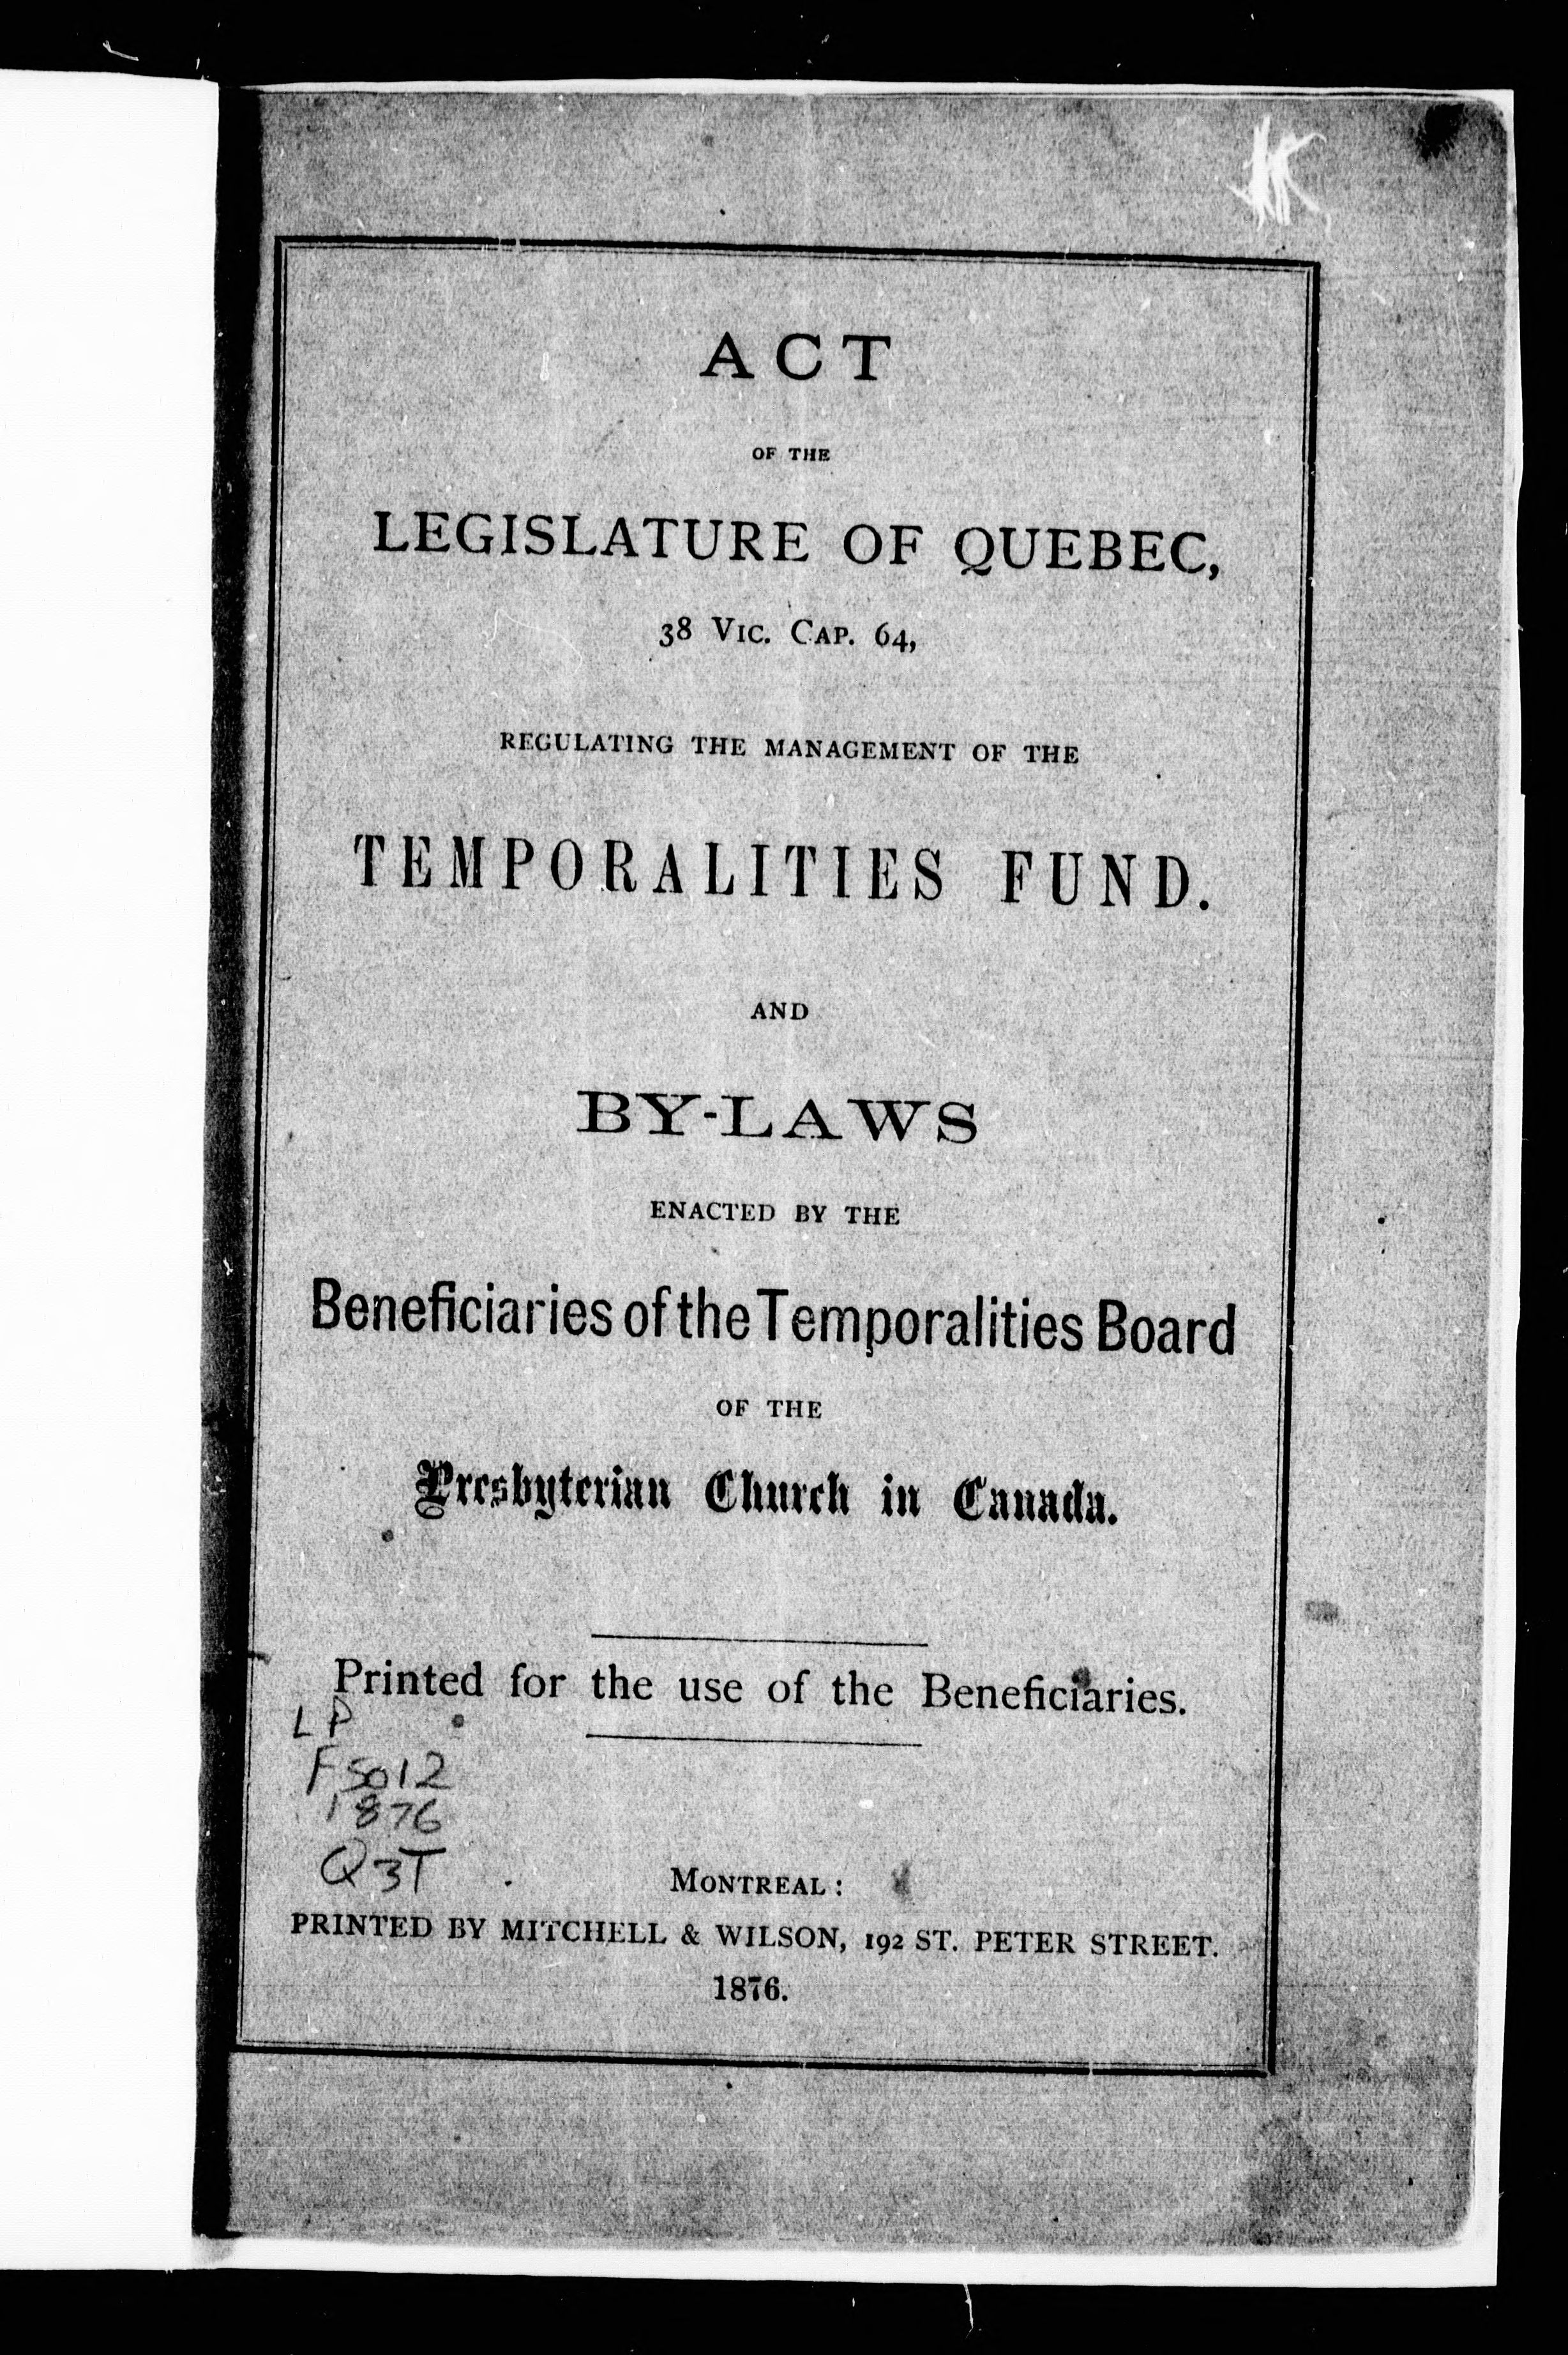 ACT
OF THE
LEGISLATURE OF QUEBEC,
38 VIC. CAP. 64,
REGULATING THE MANAGEMENT OF THE
TEMPORALITIES FUND.
AND
BY-LAWS
ENACTED BY THE
Beneficiaries of the Temporalities Board
OF THE
Presbyterian Church in Canada.
Printed for the use of the Beneficiaries.
LP
F5012
1876
Q3T
MONTREAL:
PRINTED BY MITCHELL & WILSON, 192 ST. PETER STREET.
1876.